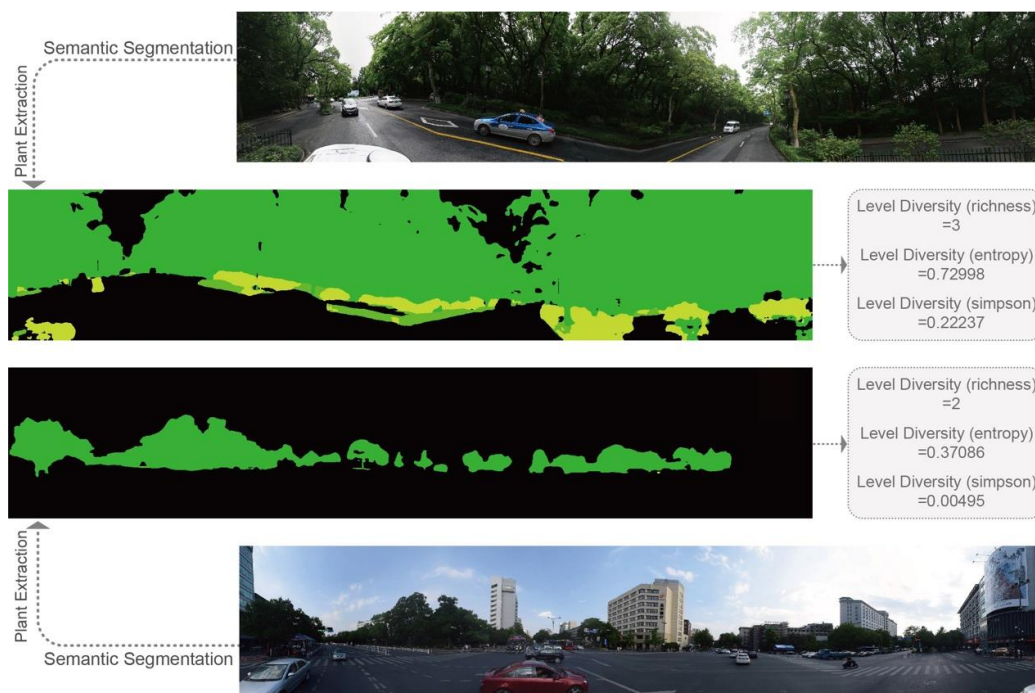 Semantic Segmentation
Plant Extraction
Level Diversity (richness)
=3
Level Diversity (entropy)
=0.72998
Level Diversity (simpson)
=0.22237
Level Diversity (richness)
=2
Level Diversity (entropy)
=0.37086
Level Diversity (simpson)
=0.00495
Plant Extraction
Semantic Segmentation